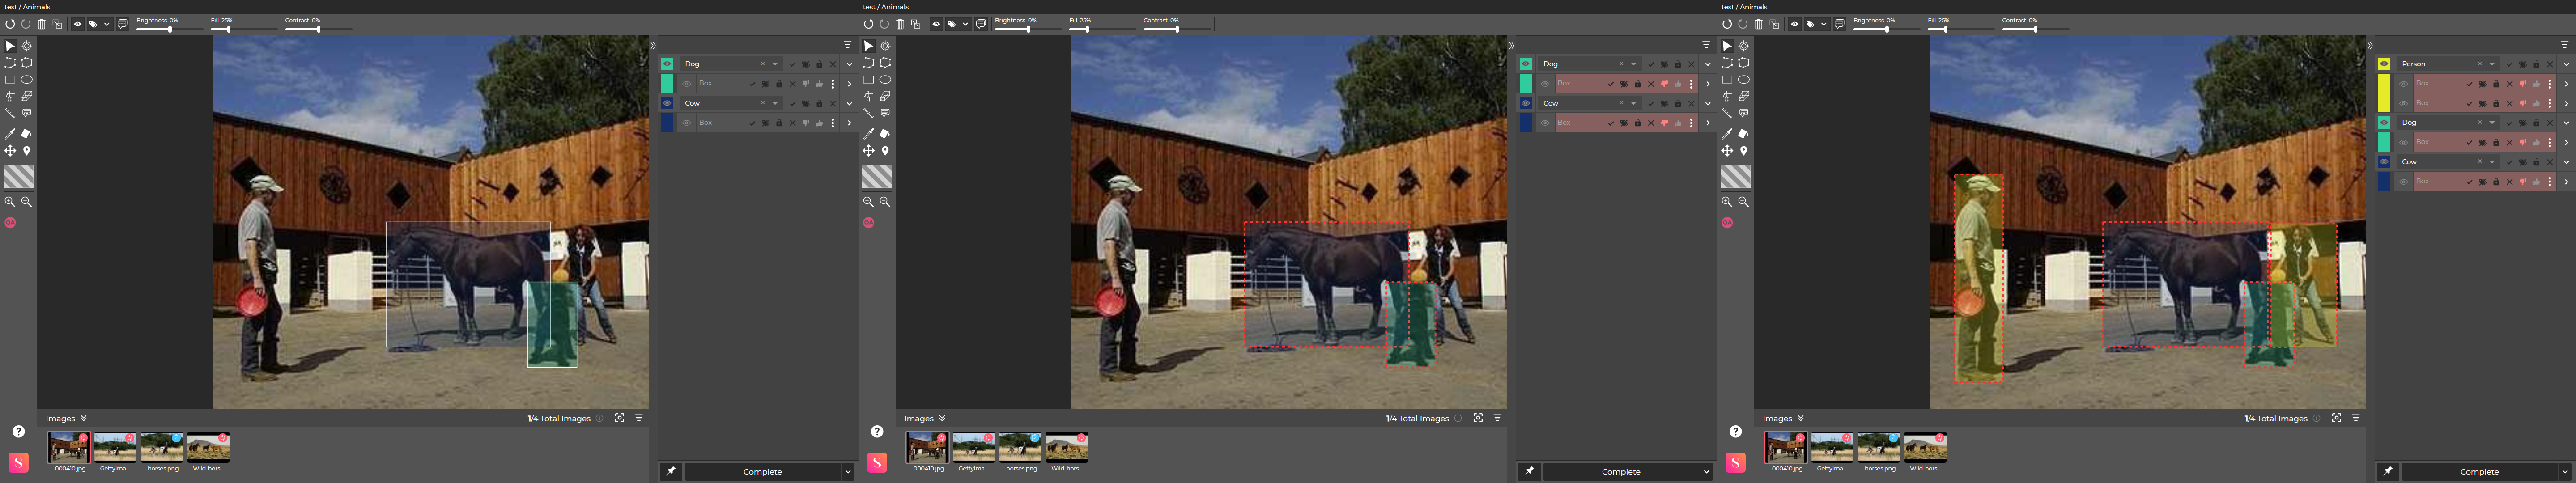 test / Animals
Brightness: 0%
Fill: 25%
Contrast: 0%
Dog
Box
Cow
Box
QA
Images
1/4 Total Images
000410.jpg
GettyIma...
horses.png
Wild-hors...
Complete
test / Animals
Brightness: 0%
Fill: 25%
Contrast: 0%
Dog
Box
Cow
Box
QA
Images
1/4 Total Images
000410.jpg
GettyIma...
horses.png
Wild-hors...
Complete
test / Animals
Brightness: 0%
Fill: 25%
Contrast: 0%
Person
Box
Box
Dog
Box
Cow
Box
QA
Images
1/4 Total Images
000410.jpg
GettyIma...
horses.png
Wild-hors...
Complete